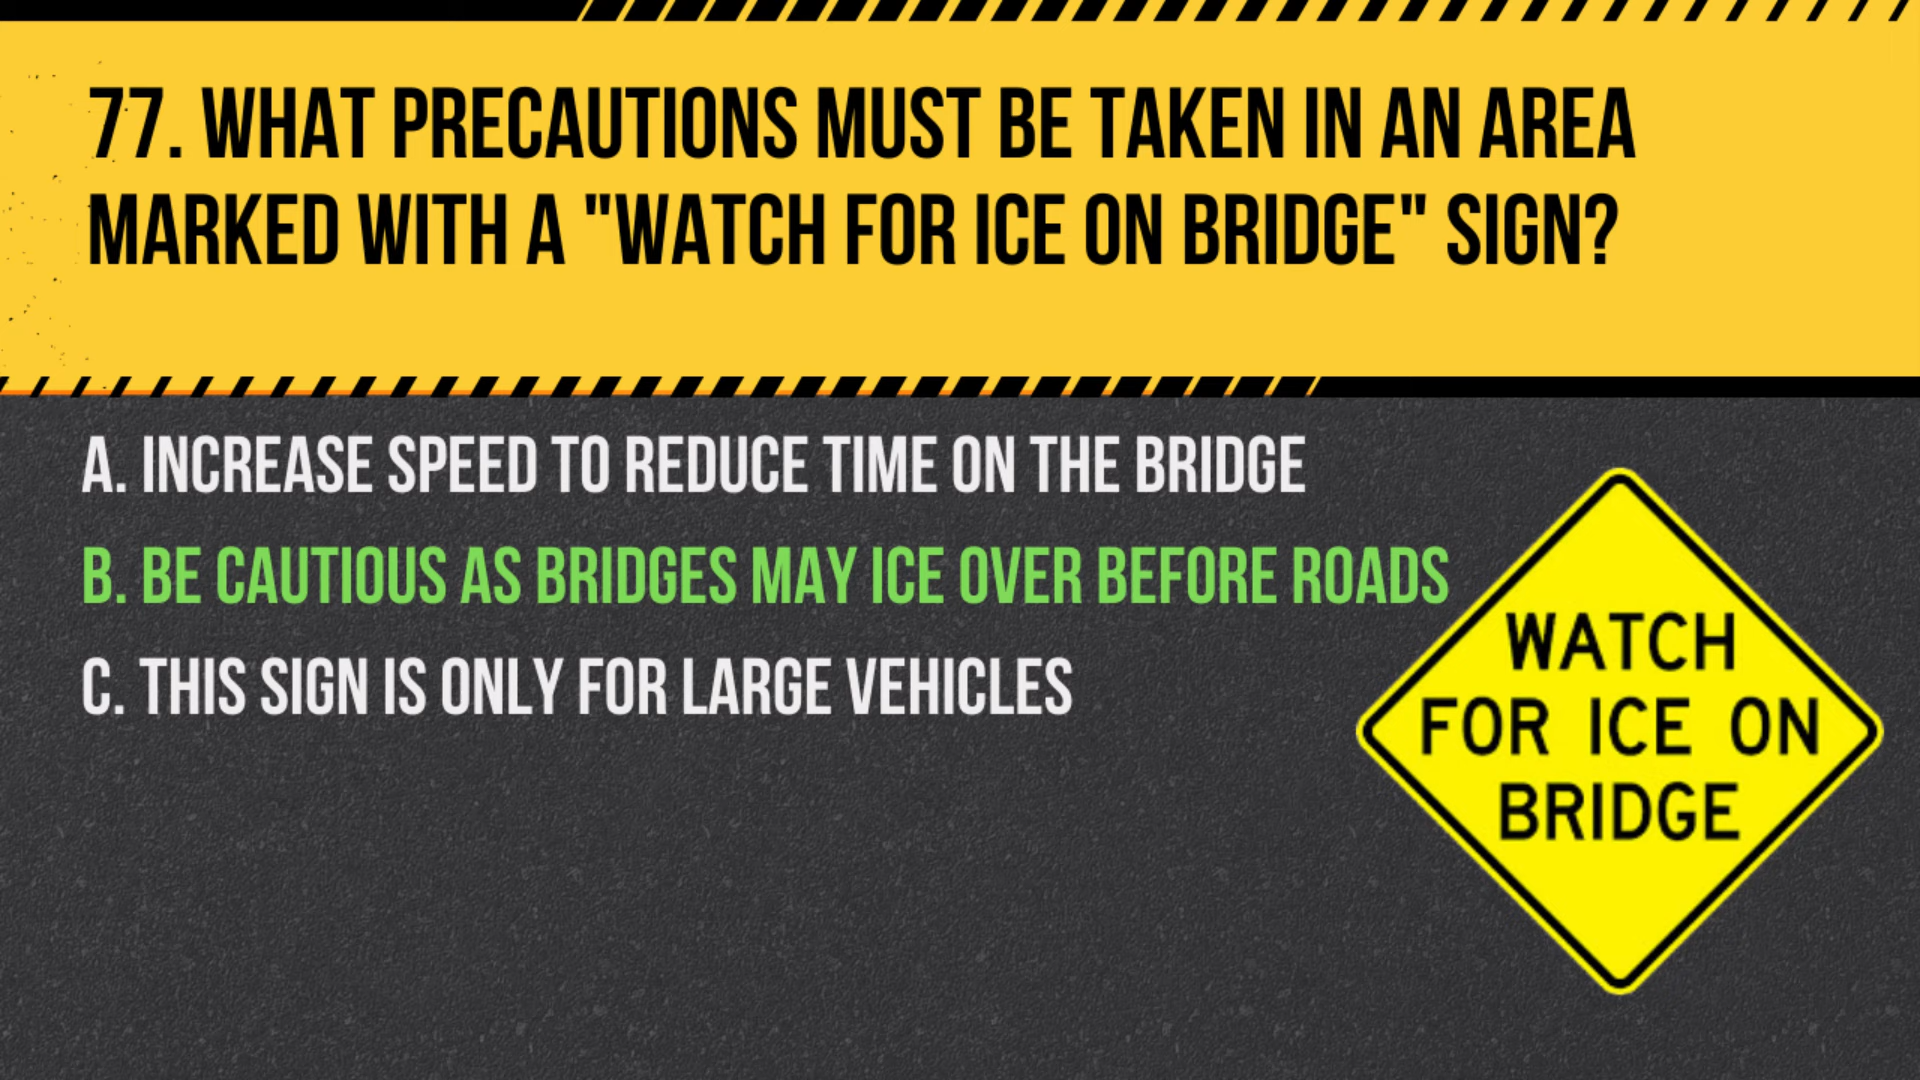 77. WHAT PRECAUTIONS MUST BE TAKEN IN AN AREA
MARKED WITH A "WATCH FOR ICE ON BRIDGE" SIGN?
A. INCREASE SPEED TO REDUCE TIME ON THE BRIDGE
B. BE CAUTIOUS AS BRIDGES MAY ICE OVER BEFORE ROADS
C. THIS SIGN IS ONLY FOR LARGE VEHICLES
WATCH
FOR ICE ON
BRIDGE